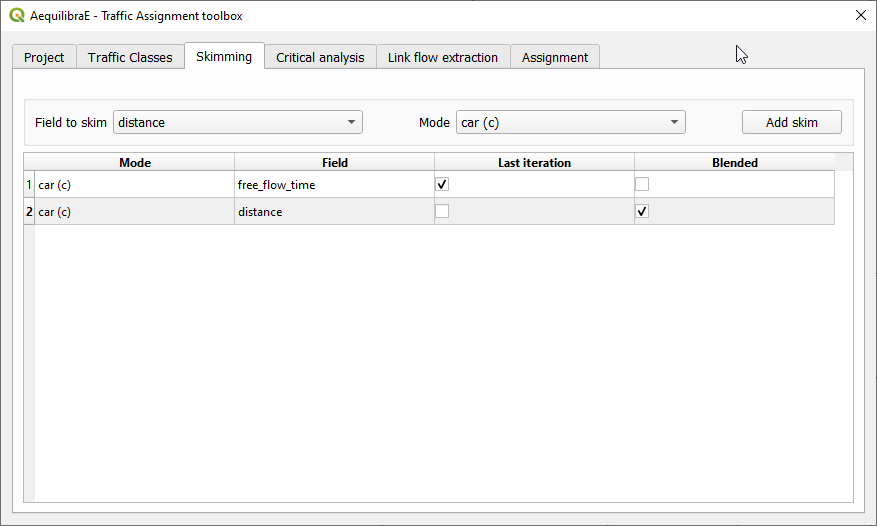 AequilibraE - Traffic Assignment toolbox
Project Traffic Classes Skimming Critical analysis Link flow extraction Assignment
Field to skim distance Mode car (c) Add skim
Mode Field Last iteration Blended
1 car (c) free_flow_time
2 car (c) distance